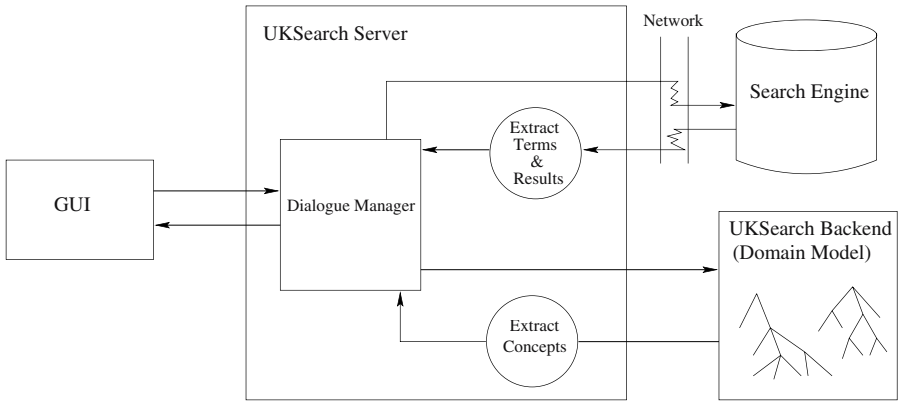 UKSearch Server
Network
Search Engine
Extract
Terms
&
Results
GUI
Dialogue Manager
UKSearch Backend
(Domain Model)
Extract
Concepts